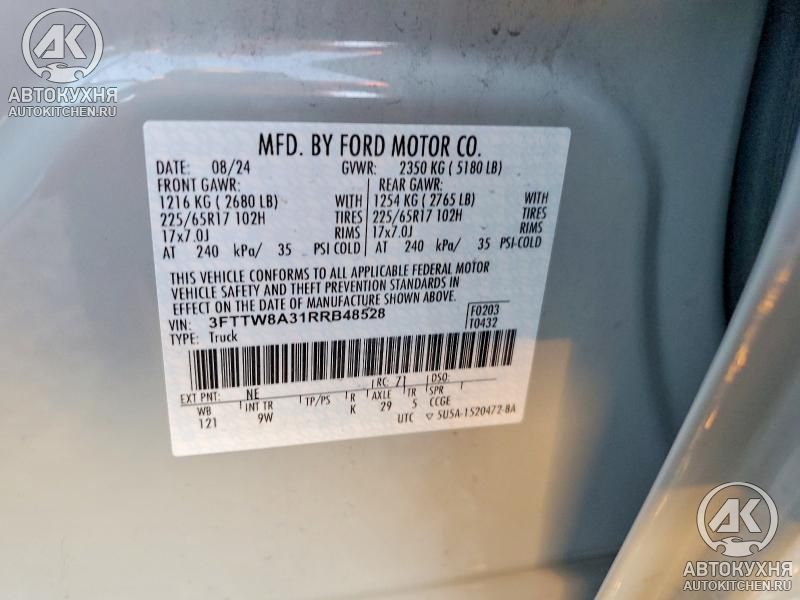 AK
АВТОКУХНЯ
AUTOKITCHEN.RU
MFD. BY FORD MOTOR CO.
DATE: 08/24 GVWR: 2350 KG ( 5180 LB)
FRONT GAWR: REAR GAWR:
1216 KG ( 2680 LB) WITH 1254 KG ( 2765 LB) WITH
225/65R17 102H TIRES 225/65R17 102H TIRES
17x7.0J RIMS 17x7.0J RIMS
AT 240 kPa/ 35 PSI COLD AT 240 kPa/ 35 PSI-COLD
THIS VEHICLE CONFORMS TO ALL APPLICABLE FEDERAL MOTOR
VEHICLE SAFETY AND THEFT PREVENTION STANDARDS IN
EFFECT ON THE DATE OF MANUFACTURE SHOWN ABOVE.
VIN: 3FTTW8A31RRB48528 F0203
TYPE: Truck T0432
EXT PNT: NE RC: 71 DSO:
WB INT TR TP/PS R AXLE TR SPR
121 9W K 29 5 CCGE
UTC ▽ 5U5A-1520472-BA
AK
АВТОКУХНЯ
AUTOKITCHEN.RU